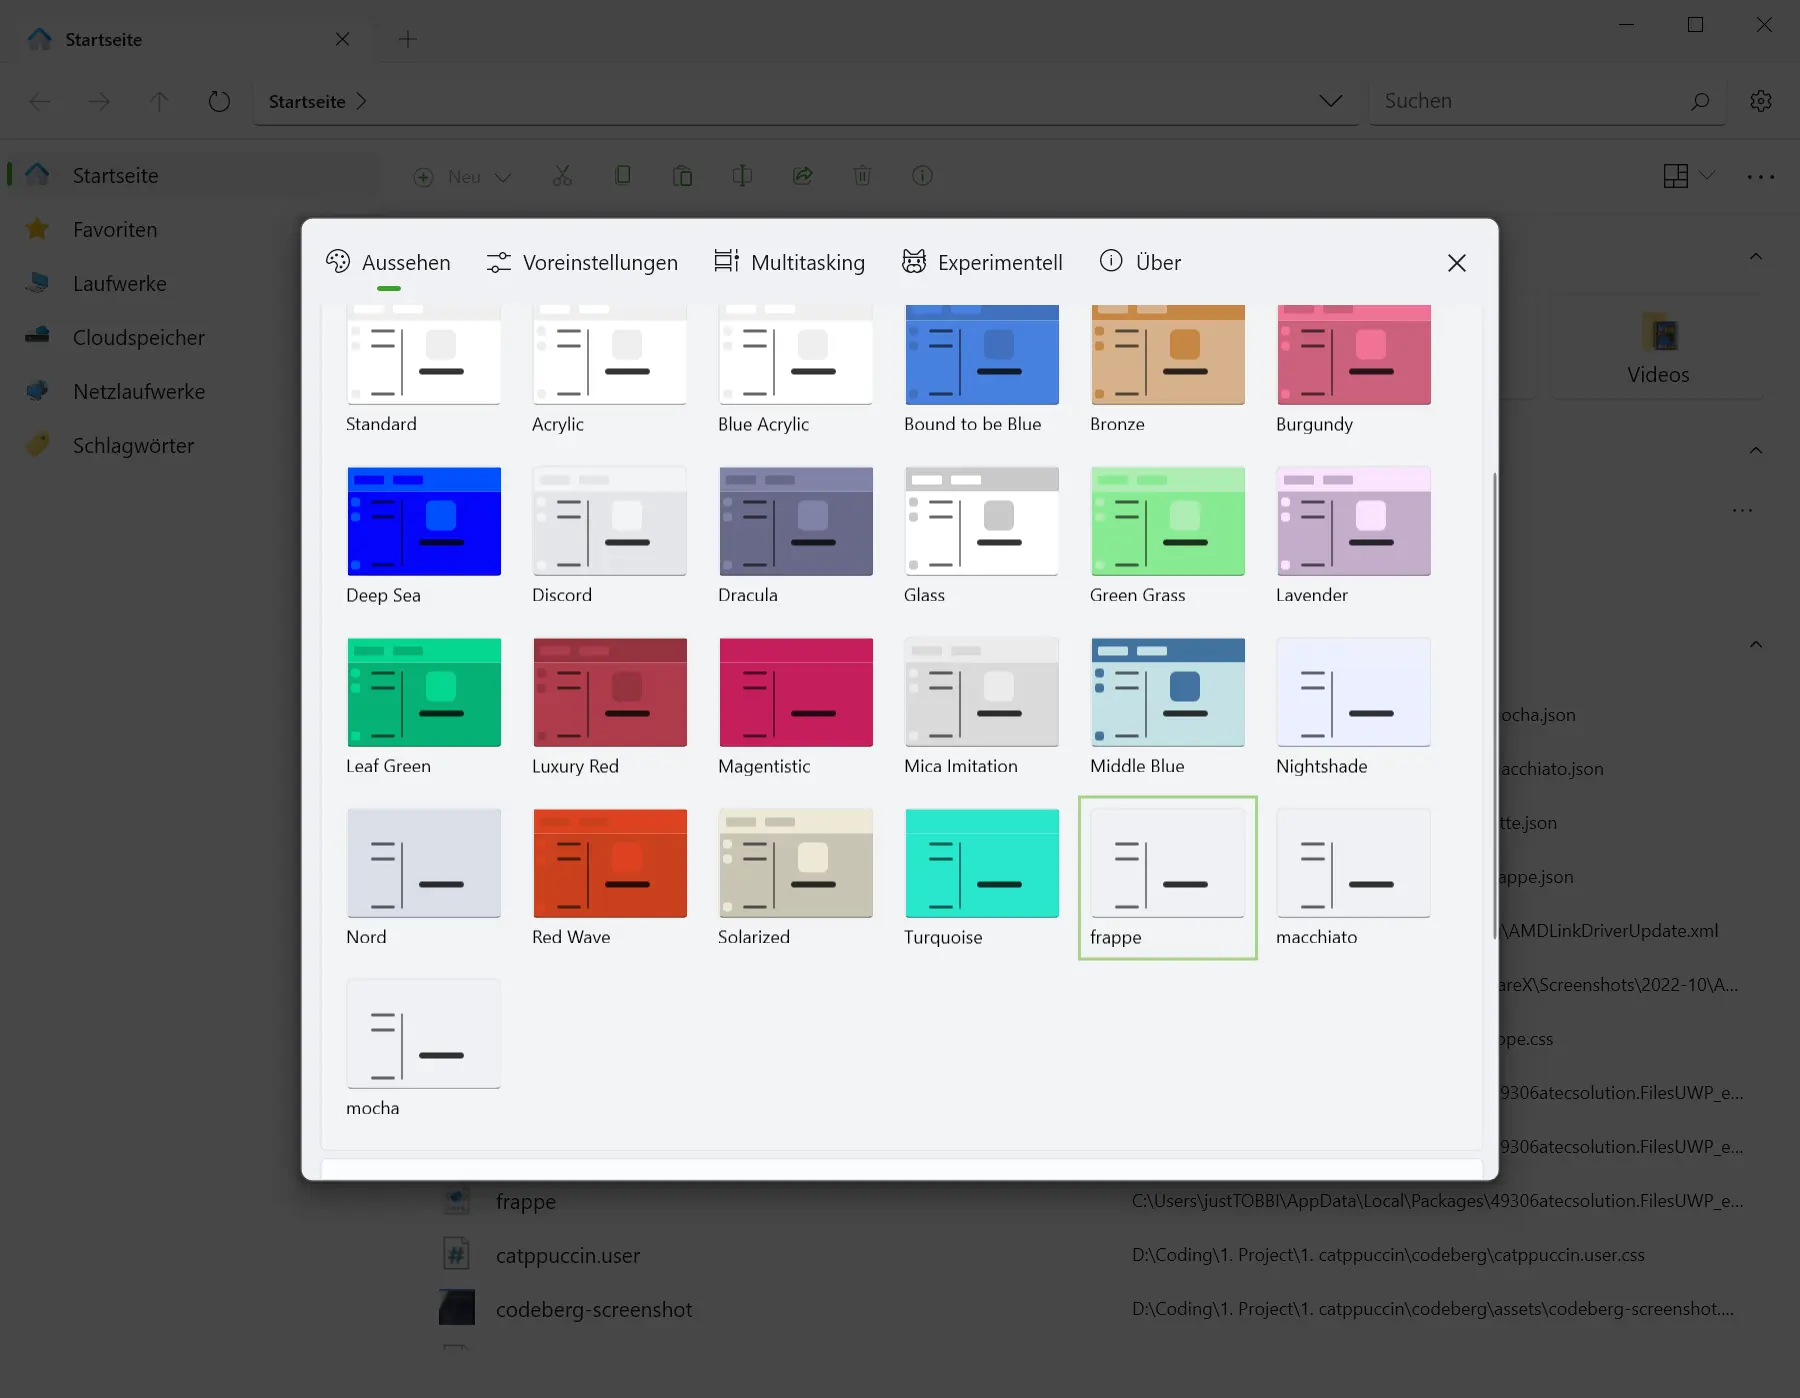 Startseite
Startseite
Suchen
Startseite
Favoriten
Laufwerke
Cloudspeicher
Netzlaufwerke
Schlagwörter
Neu
Aussehen
Voreinstellungen
Multitasking
Experimentell
Über
Videos
Standard
Acrylic
Blue Acrylic
Bound to be Blue
Bronze
Burgundy
Deep Sea
Discord
Dracula
Glass
Green Grass
Lavender
Leaf Green
Luxury Red
Magentistic
Mica Imitation
Middle Blue
Nightshade
Nord
Red Wave
Solarized
Turquoise
frappe
macchiato
mocha
ocha.json
acchiato.json
tte.json
appe.json
\AMDLinkDriverUpdate.xml
areX\Screenshots\2022-10\A...
ppe.css
9306atecsolution.FilesUWP_e...
9306atecsolution.FilesUWP_e...
frappe C:\Users\justTOBBI\AppData\Local\Packages\49306atecsolution.FilesUWP_e...
catppuccin.user D:\Coding\1. Project\1. catppuccin\codeberg\catppuccin.user.css
codeberg-screenshot D:\Coding\1. Project\1. catppuccin\codeberg\assets\codeberg-screenshot....